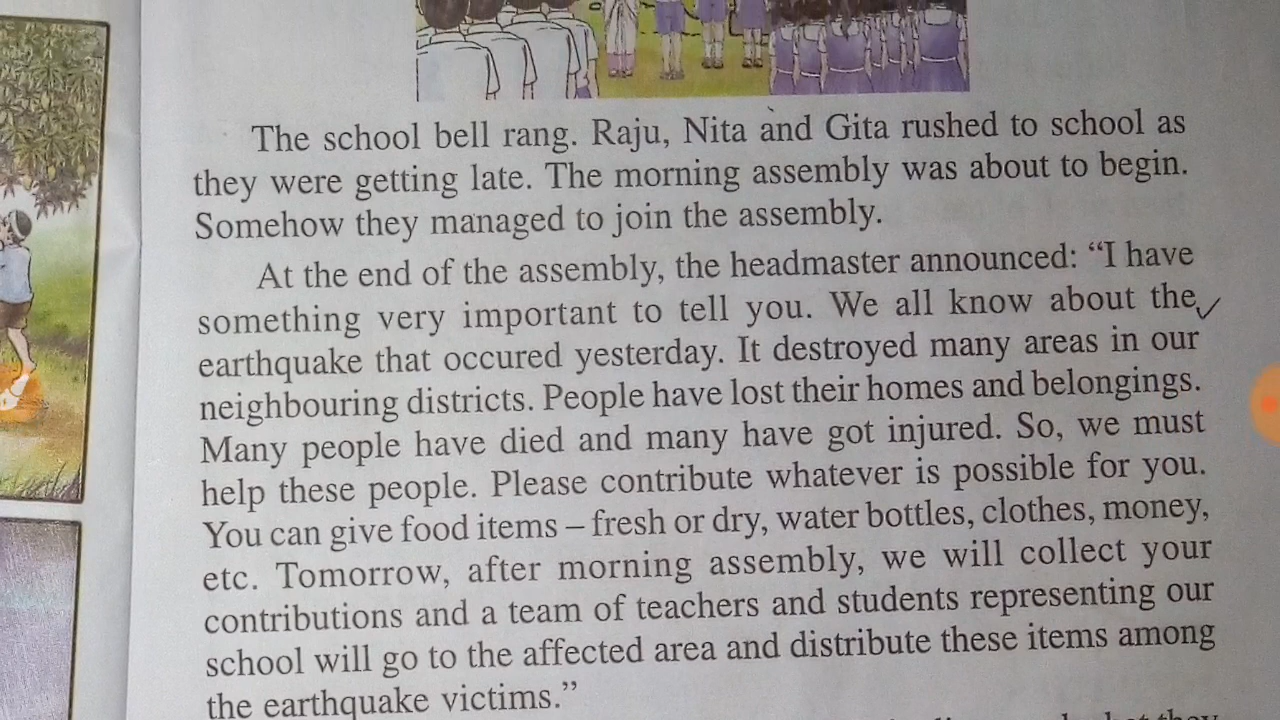 The school bell rang. Raju, Nita and Gita rushed to school as
they were getting late. The morning assembly was about to begin.
Somehow they managed to join the assembly.
At the end of the assembly, the headmaster announced: “I have
something very important to tell you. We all know about the
earthquake that occured yesterday. It destroyed many areas in our
neighbouring districts. People have lost their homes and belongings.
Many people have died and many have got injured. So, we must
help these people. Please contribute whatever is possible for you.
You can give food items – fresh or dry, water bottles, clothes, money,
etc. Tomorrow, after morning assembly, we will collect your
contributions and a team of teachers and students representing our
school will go to the affected area and distribute these items among
the earthquake victims.”